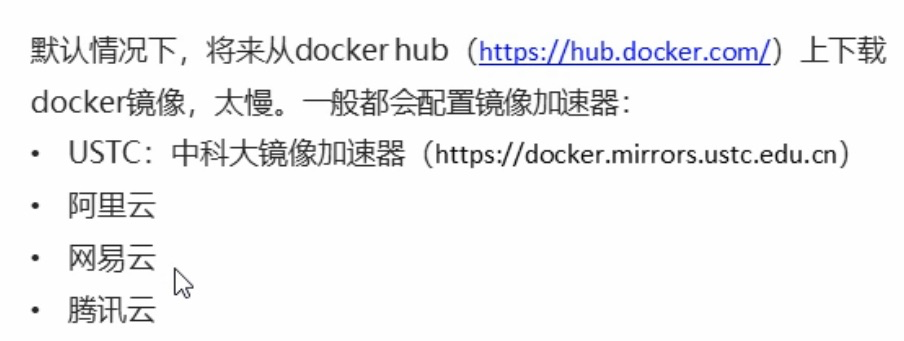 默认情况下，将来从docker hub（https://hub.docker.com/）上下载
docker镜像，太慢。一般都会配置镜像加速器：
• USTC：中科大镜像加速器（https://docker.mirrors.ustc.edu.cn）
• 阿里云
• 网易云
• 腾讯云